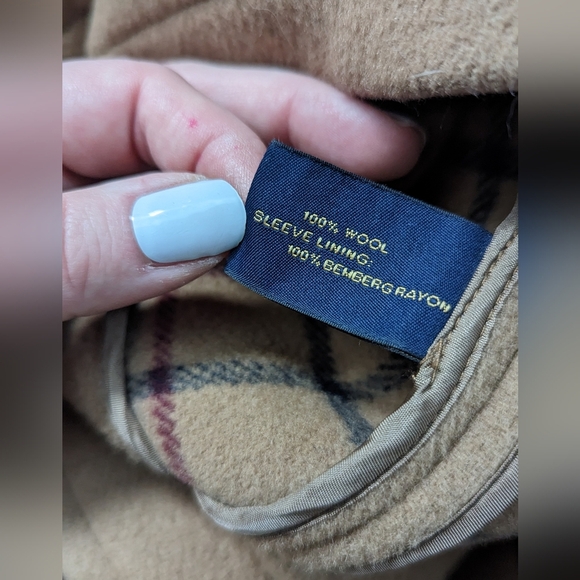 100% WOOL
SLEEVE LINING:
100% BEMBERG RAYON